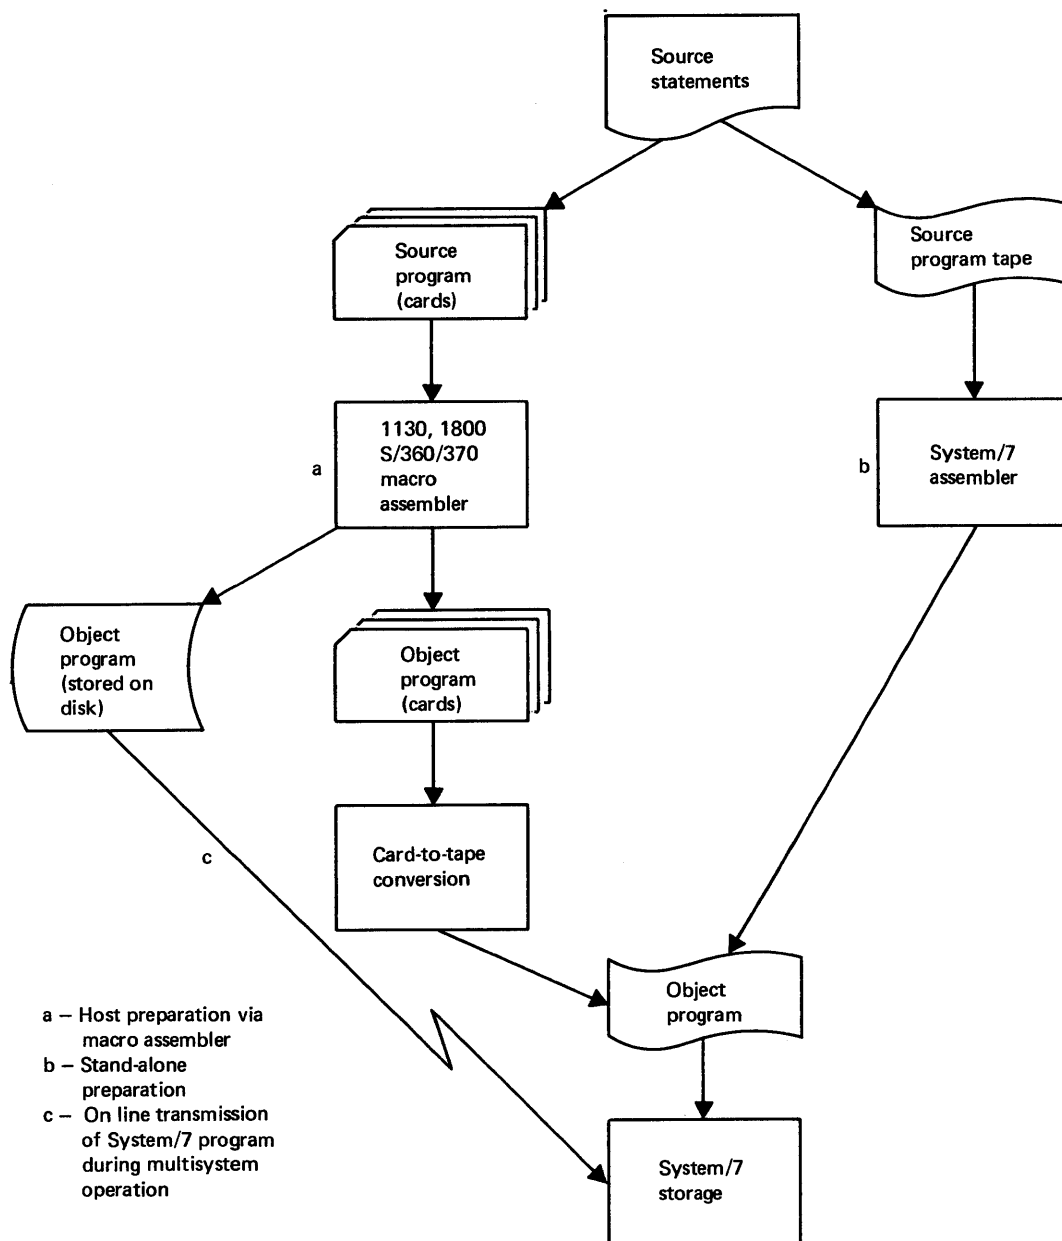 Source
statements
Source
program
(cards)
Source
program tape
1130, 1800
S/360/370
macro
assembler
a
System/7
assembler
b
Object
program
(stored on
disk)
Object
program
(cards)
Card-to-tape
conversion
c
Object
program
System/7
storage
a – Host preparation via
macro assembler
b – Stand-alone
preparation
c – On line transmission
of System/7 program
during multisystem
operation